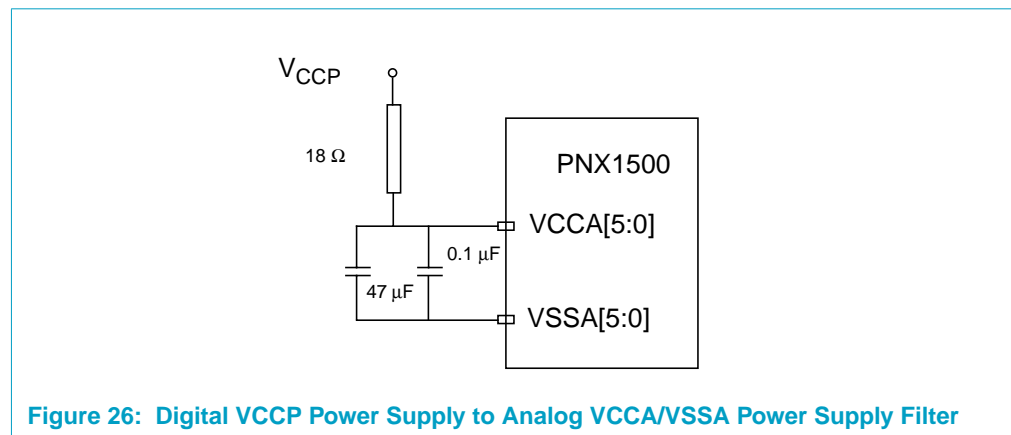 VCCP
18 Ω
PNX1500
VCCA[5:0]
0.1 μF
47 μF
VSSA[5:0]
Figure 26: Digital VCCP Power Supply to Analog VCCA/VSSA Power Supply Filter